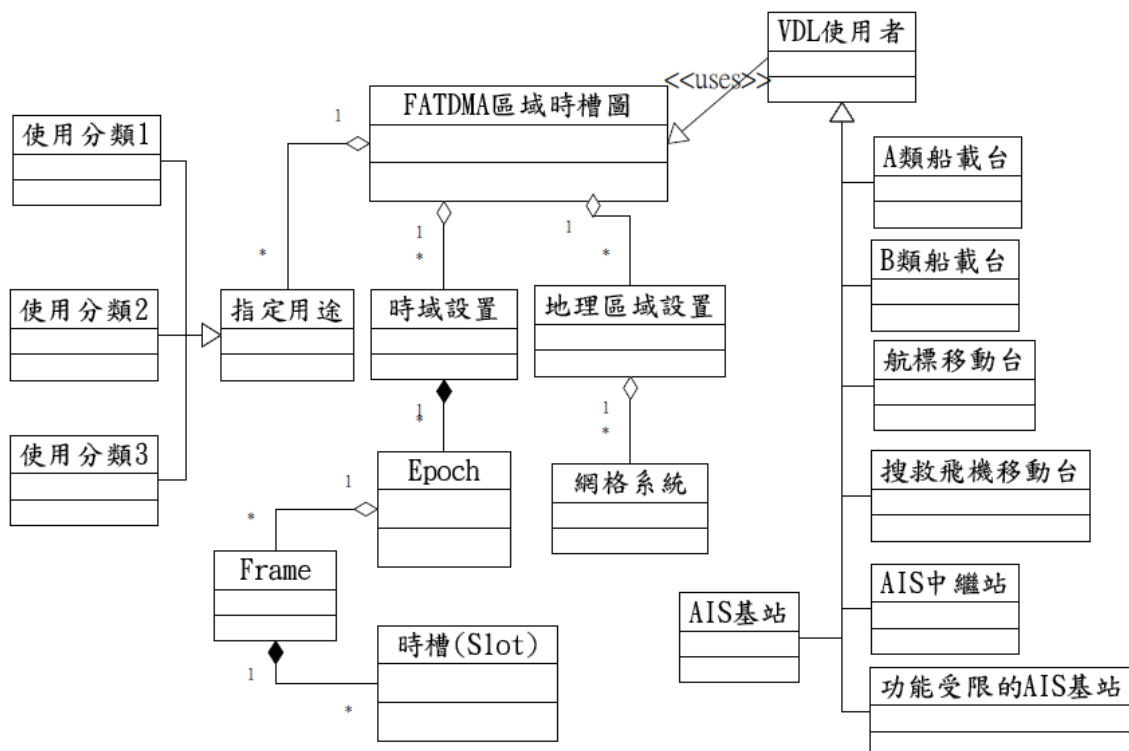 VDL使用者
<<uses>>
FATDMA區域時槽圖
1
使用分類1
A類船載台
1
*
1
*
*
B類船載台
使用分類2
指定用途
時域設置
地理區域設置
航標移動台
1
*
1
*
使用分類3
Epoch
網格系統
搜救飛機移動台
1
*
Frame
AIS中繼站
AIS基站
時槽(Slot)
1
*
功能受限的AIS基站